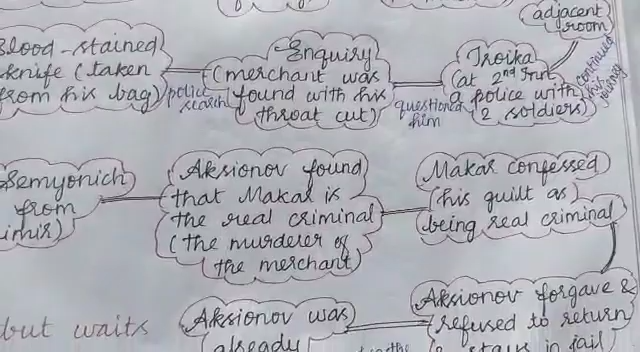 adjacent
room
continued
his
journey
Troika
(at 2nd Inn
a police with
2 soldiers)
questioned
him
Enquiry
(merchant was
found with his
throat cut)
police
search
Blood-stained
knife (taken
from his bag)
Semyonich
from
Aksionov found
that Makar is
the real criminal
(the murderer of
the merchant)
Makar confessed
(his guilt as)
being real criminal
Aksionov forgave &
refused to return
in jail)
Aksionov was
already
but waits